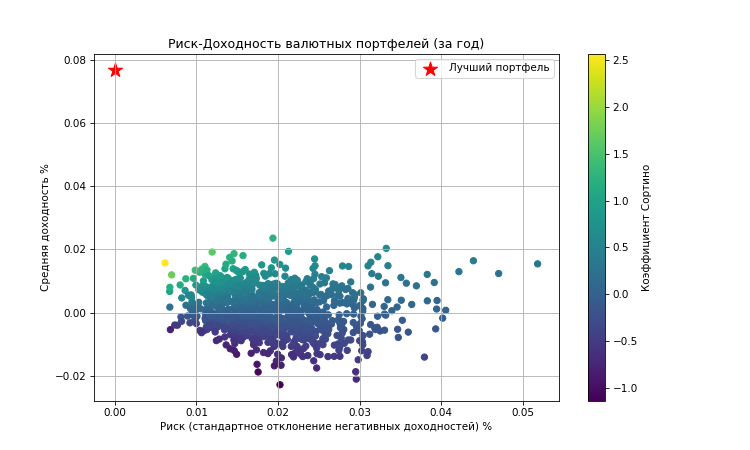 Риск-Доходность валютных портфелей (за год)
Лучший портфель
Средняя доходность %
0.08
0.06
0.04
0.02
0.00
−0.02
0.00 0.01 0.02 0.03 0.04 0.05
Риск (стандартное отклонение негативных доходностей) %
2.5
2.0
1.5
1.0
0.5
0.0
−0.5
−1.0
Коэффициент Сортино